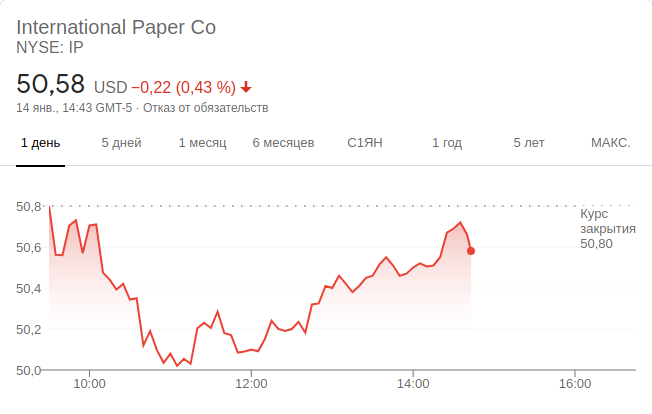 International Paper Co
NYSE: IP
50,58 USD −0,22 (0,43 %)
14 янв., 14:43 GMT-5 · Отказ от обязательств
1 день 5 дней 1 месяц 6 месяцев С1ЯН 1 год 5 лет МАКС.
50,8
Курс
закрытия
50,80
50,6
50,4
50,2
50,0
10:00 12:00 14:00 16:00